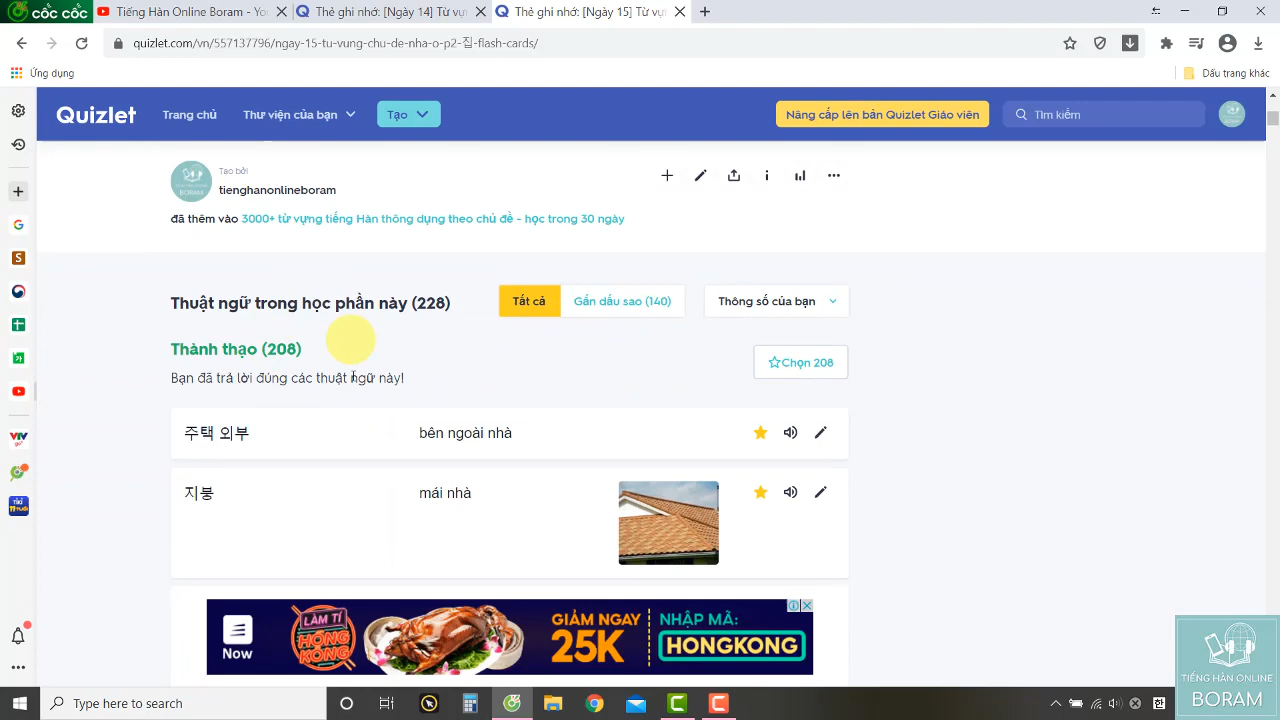 CỐC CỐC
Tiếng Hàn Online Boram - Yo
Thẻ ghi nhớ: [Ngày 14] Từ vự
Thẻ ghi nhớ: [Ngày 15] Từ vự
quizlet.com/vn/557137796/ngay-15-tu-vung-chu-de-nha-o-p2-집-flash-cards/
Ứng dụng
Dấu trang khác
Quizlet
Trang chủ
Thư viện của bạn
Tạo
Nâng cấp lên bản Quizlet Giáo viên
Tìm kiếm
Tạo bởi
tienghanonlineboram
đã thêm vào 3000+ từ vựng tiếng Hàn thông dụng theo chủ đề - học trong 30 ngày
Thuật ngữ trong học phần này (228)
Tất cả
Gắn dấu sao (140)
Thông số của bạn
Thành thạo (208)
Chọn 208
Bạn đã trả lời đúng các thuật ngữ này!
주택 외부
bên ngoài nhà
지붕
mái nhà
Now
LÀM TÍ
HỒNG
KÔNG
GIẢM NGAY
25K
NHẬP MÃ:
HONGKONG
TIẾNG HÀN ONLINE
BORAM
Type here to search